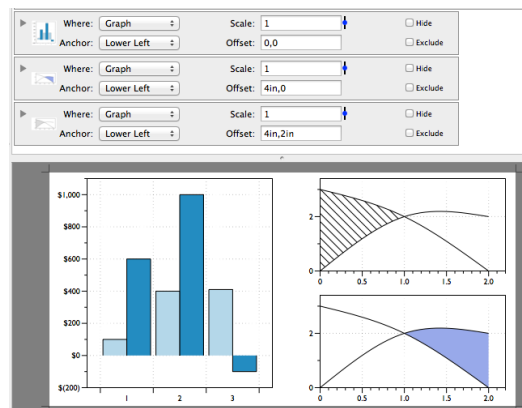 Where: Graph Scale: 1 Hide
Anchor: Lower Left Offset: 0,0 Exclude
Where: Graph Scale: 1 Hide
Anchor: Lower Left Offset: 4in,0 Exclude
Where: Graph Scale: 1 Hide
Anchor: Lower Left Offset: 4in,2in Exclude
$1,000
$800
$600
$400
$200
$0
$(200)
1 2 3
2
0
0 0.5 1.0 1.5 2.0
2
0
0 0.5 1.0 1.5 2.0